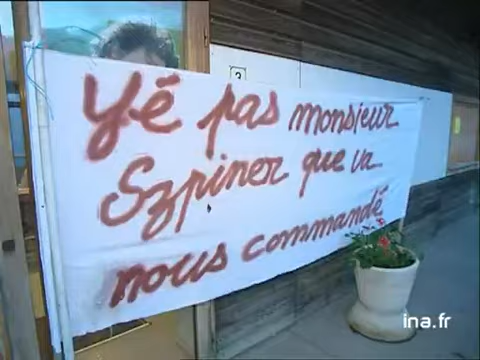 3
Yé pas monsieur
Szpiner que va
nous commandé
ina.fr